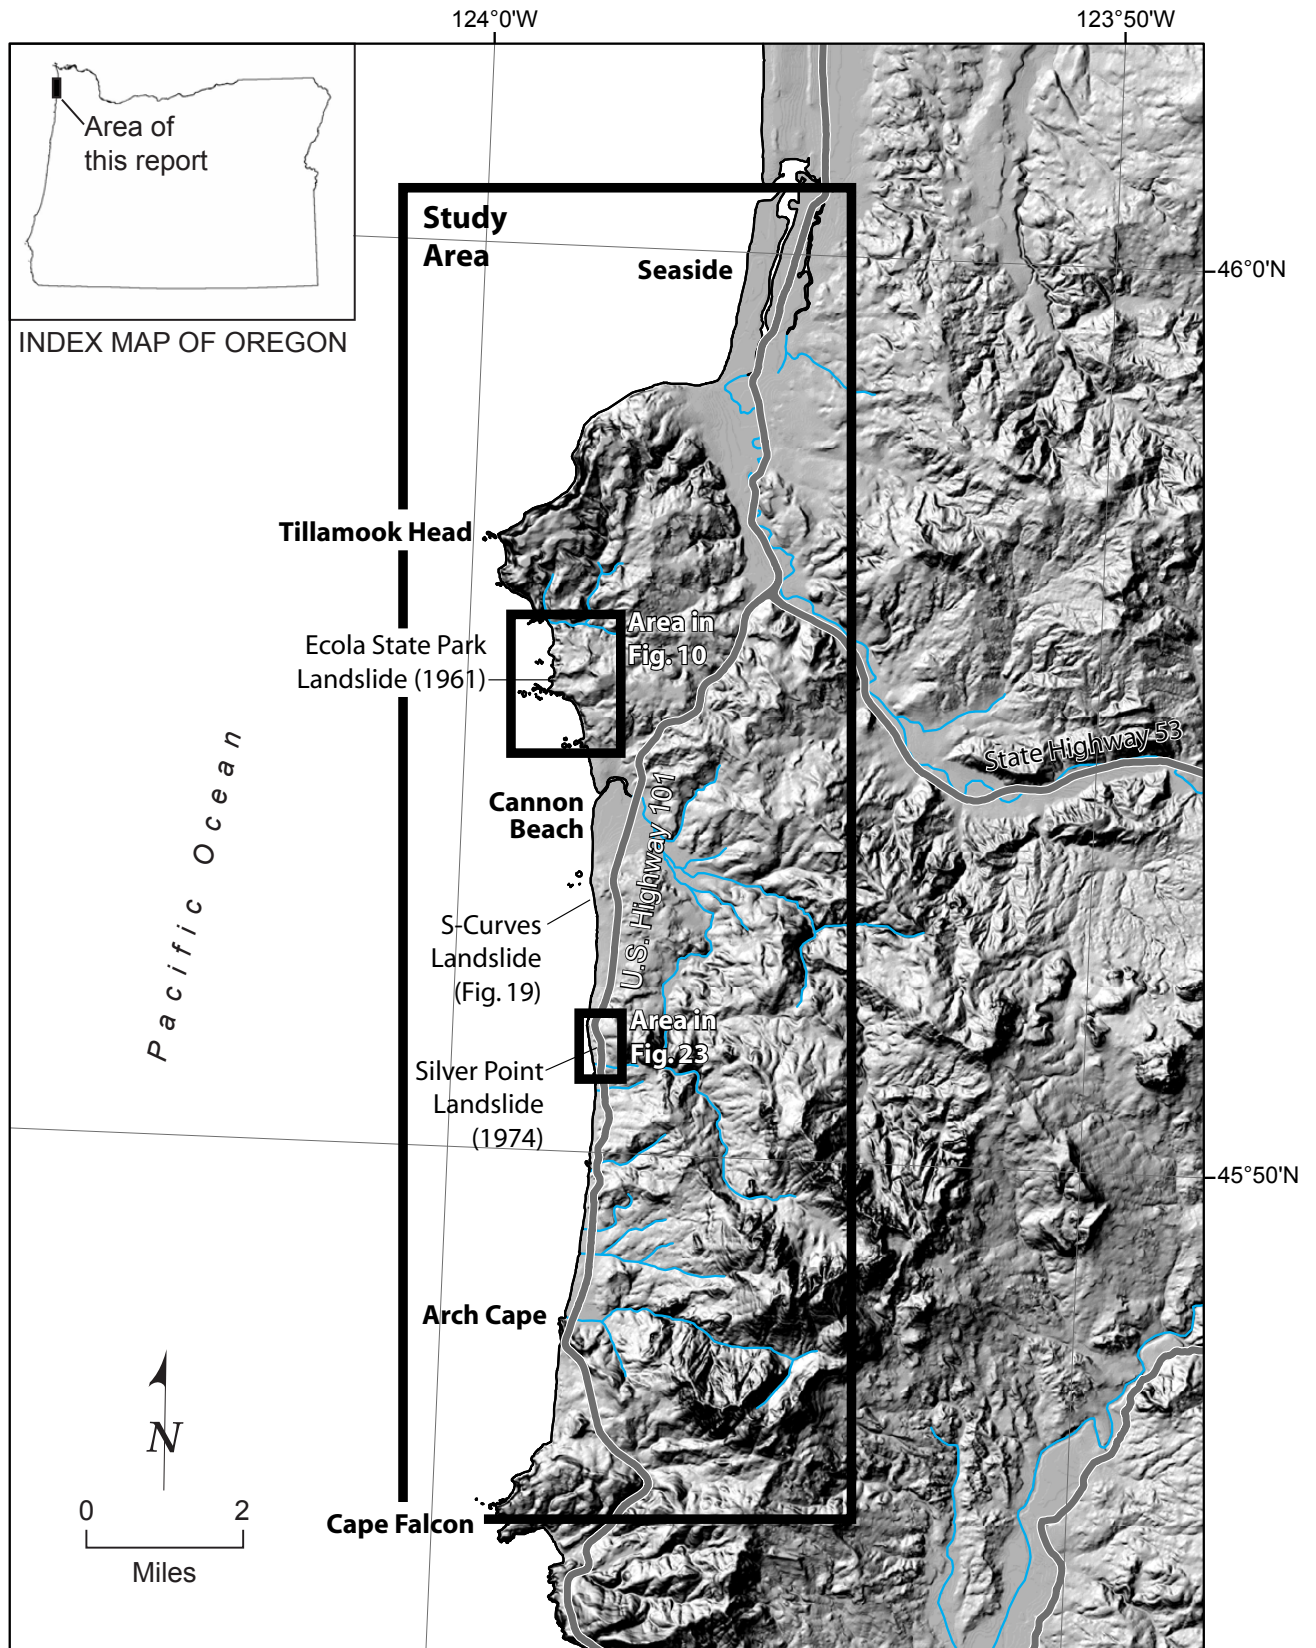 124°0'W
123°50'W
Area of
this report
INDEX MAP OF OREGON
Study
Area
Seaside
46°0'N
Tillamook Head
Ecola State Park
Landslide (1961)
Area in
Fig. 10
State Highway 53
Pacific Ocean
Cannon
Beach
U.S. Highway 101
S-Curves
Landslide
(Fig. 19)
Area in
Fig. 23
Silver Point
Landslide
(1974)
45°50'N
Arch Cape
N
0 2
Miles
Cape Falcon